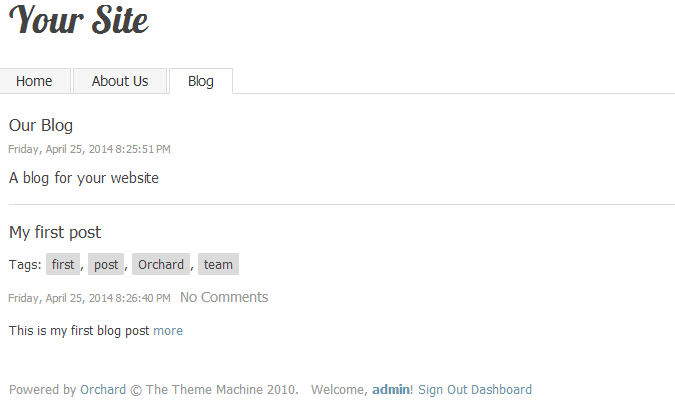 Your Site
Home About Us Blog
Our Blog
Friday, April 25, 2014 8:25:51 PM
A blog for your website
My first post
Tags: first, post, Orchard, team
Friday, April 25, 2014 8:26:40 PM No Comments
This is my first blog post more
Powered by Orchard © The Theme Machine 2010. Welcome, admin! Sign Out Dashboard